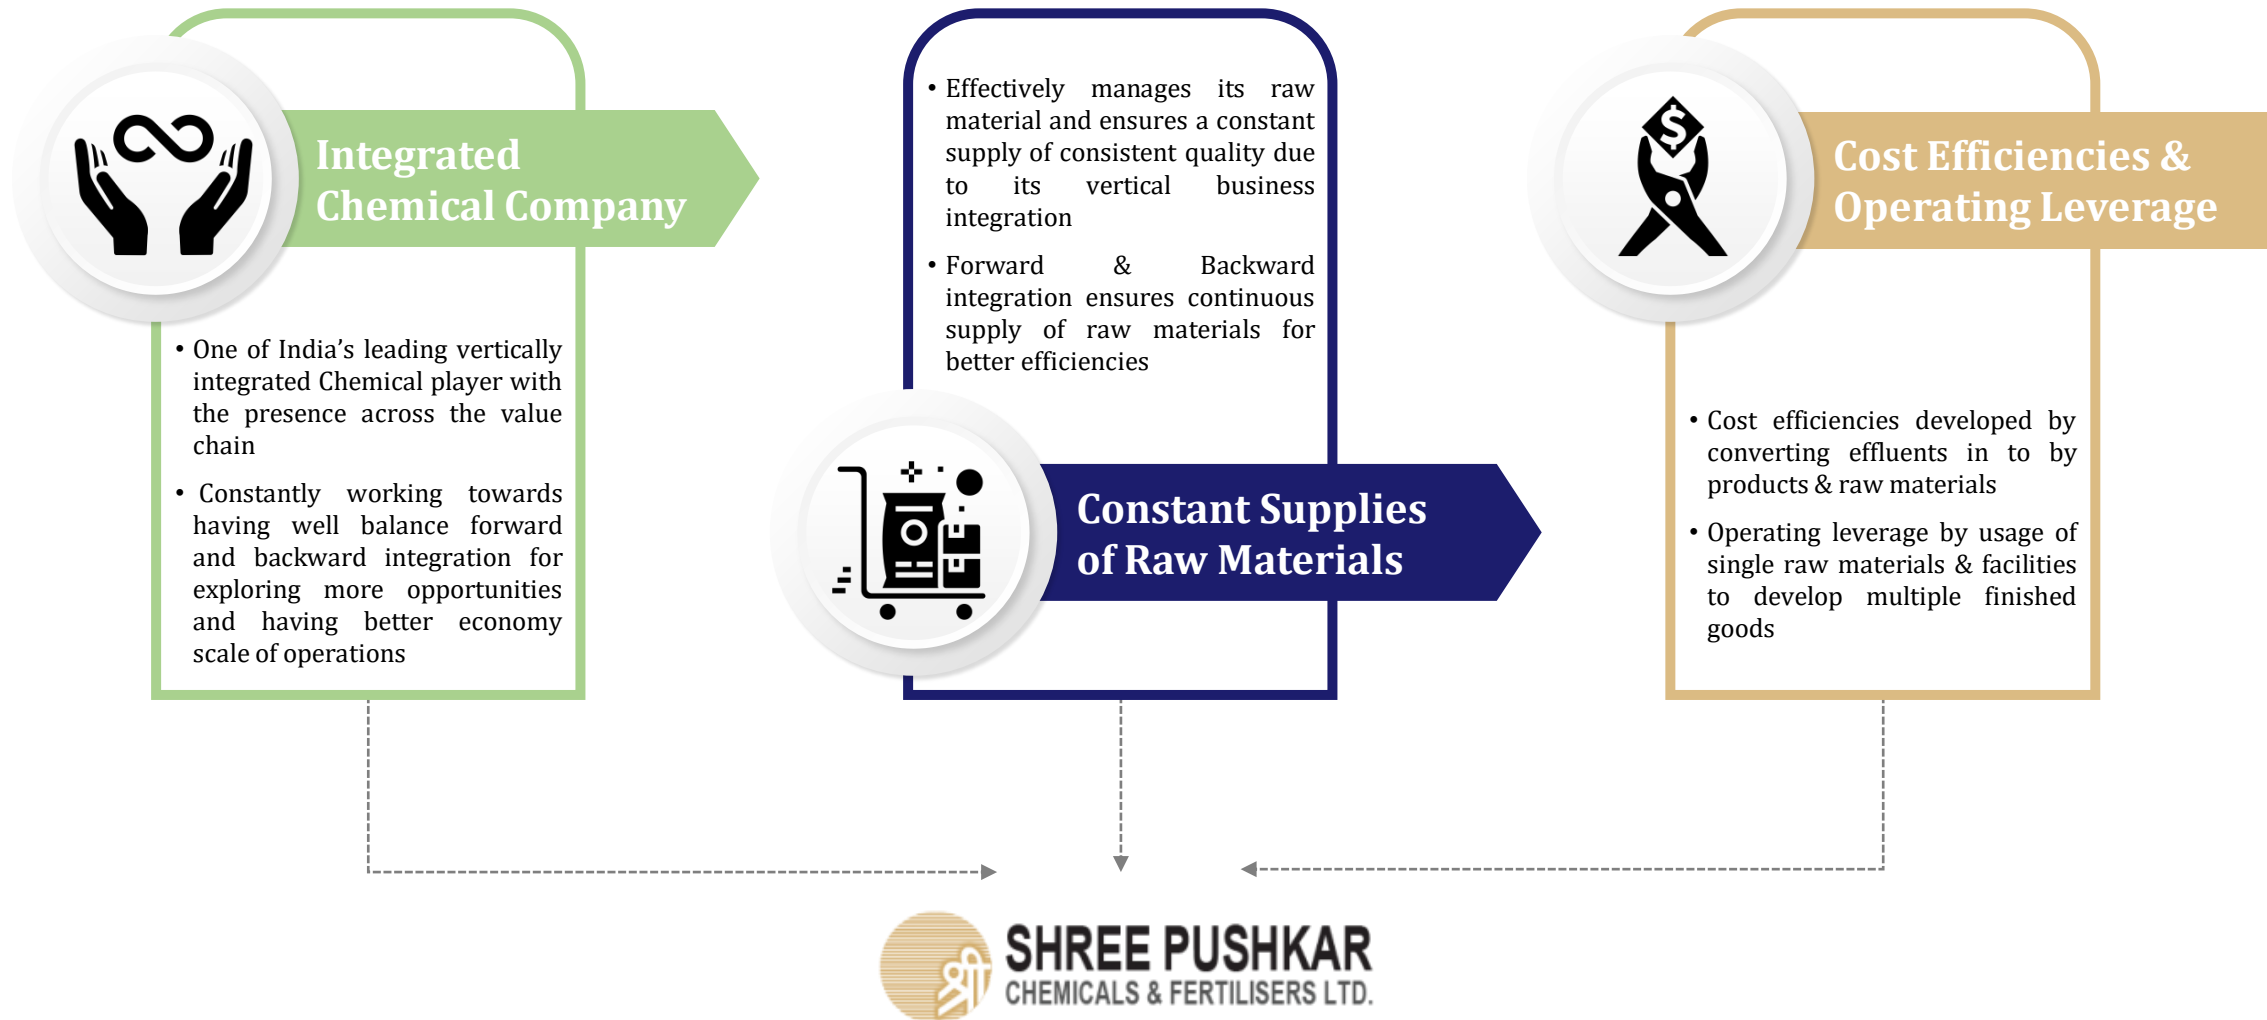 Integrated
Chemical Company
• One of India’s leading vertically
integrated Chemical player with
the presence across the value
chain
• Constantly working towards
having well balance forward
and backward integration for
exploring more opportunities
and having better economy
scale of operations
• Effectively manages its raw
material and ensures a constant
supply of consistent quality due
to its vertical business
integration
• Forward & Backward
integration ensures continuous
supply of raw materials for
better efficiencies
Constant Supplies
of Raw Materials
$
Cost Efficiencies &
Operating Leverage
• Cost efficiencies developed by
converting effluents in to by
products & raw materials
• Operating leverage by usage of
single raw materials & facilities
to develop multiple finished
goods
श्री
SHREE PUSHKAR
CHEMICALS & FERTILISERS LTD.